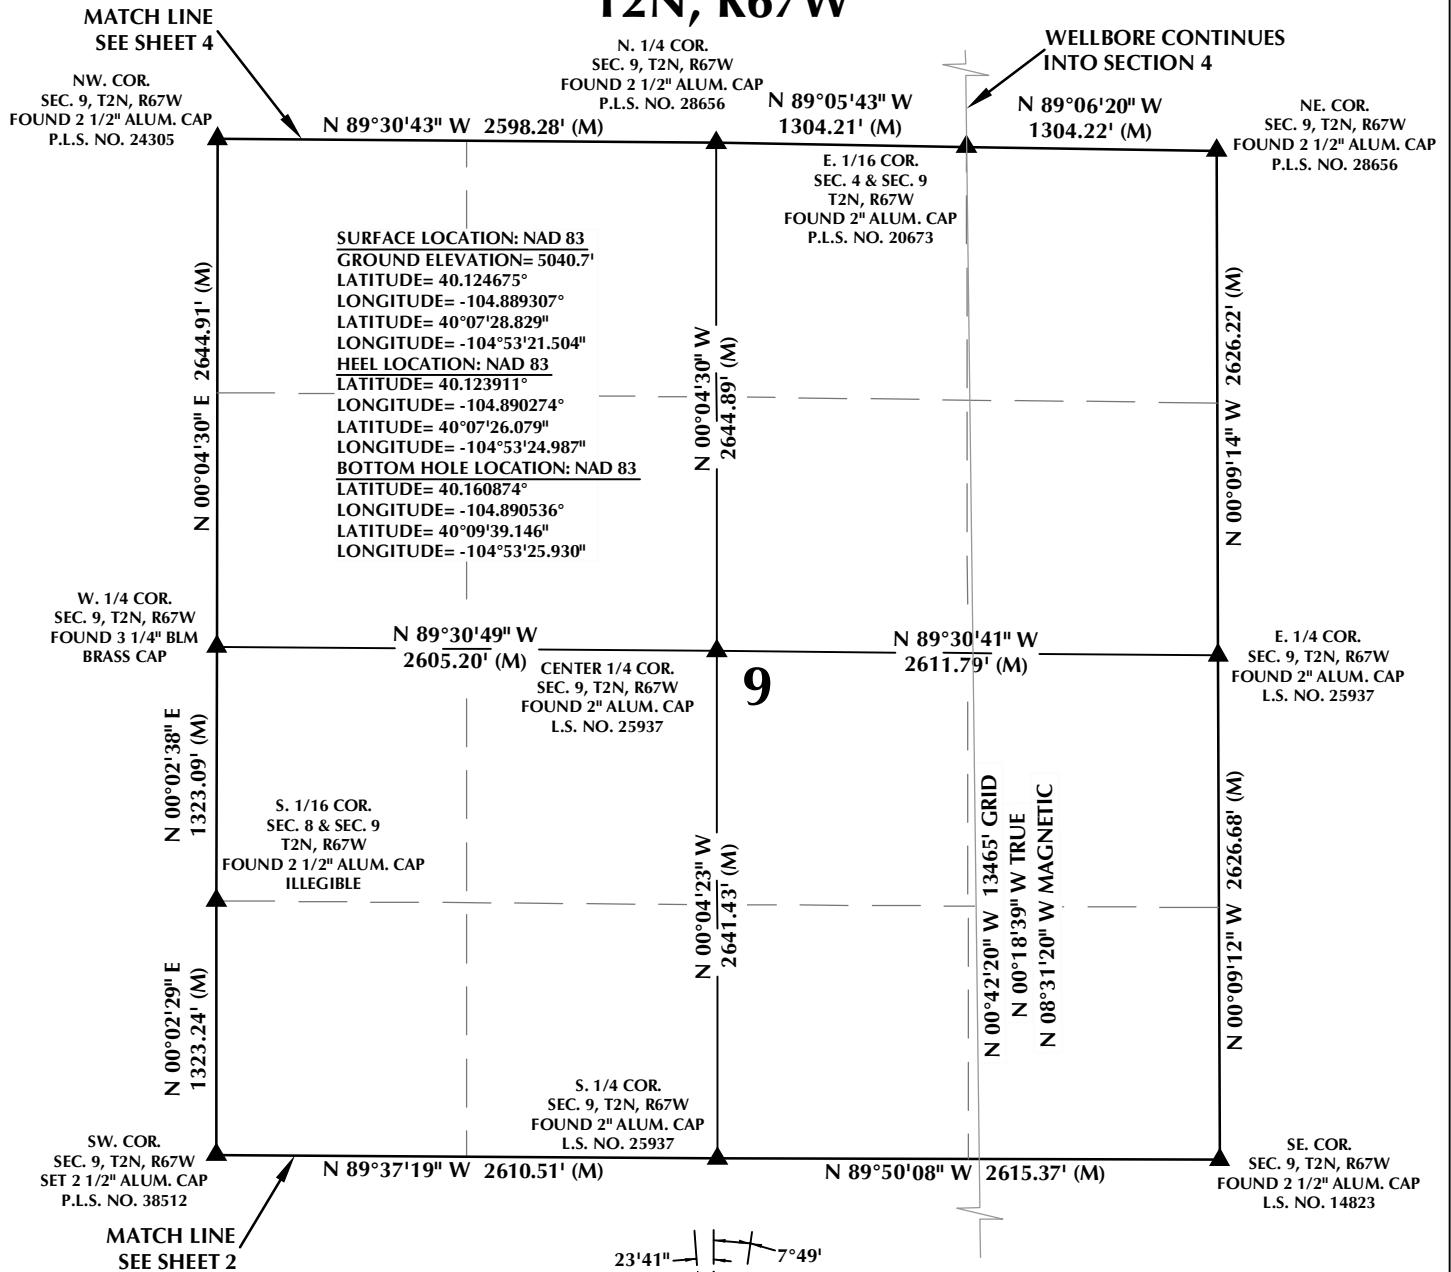 T2N, R67W
MATCH LINE
SEE SHEET 4
N. 1/4 COR.
SEC. 9, T2N, R67W
FOUND 2 1/2" ALUM. CAP
P.L.S. NO. 28656
WELLBORE CONTINUES
INTO SECTION 4
NW. COR.
SEC. 9, T2N, R67W
FOUND 2 1/2" ALUM. CAP
P.L.S. NO. 24305
N 89°30'43" W 2598.28' (M)
N 89°05'43" W
1304.21' (M)
N 89°06'20" W
1304.22' (M)
NE. COR.
SEC. 9, T2N, R67W
FOUND 2 1/2" ALUM. CAP
P.L.S. NO. 28656
E. 1/16 COR.
SEC. 4 & SEC. 9
T2N, R67W
FOUND 2" ALUM. CAP
P.L.S. NO. 20673
SURFACE LOCATION: NAD 83
GROUND ELEVATION= 5040.7'
LATITUDE= 40.124675°
LONGITUDE= -104.889307°
LATITUDE= 40°07'28.829"
LONGITUDE= -104°53'21.504"
HEEL LOCATION: NAD 83
LATITUDE= 40.123911°
LONGITUDE= -104.890274°
LATITUDE= 40°07'26.079"
LONGITUDE= -104°53'24.987"
BOTTOM HOLE LOCATION: NAD 83
LATITUDE= 40.160874°
LONGITUDE= -104.890536°
LATITUDE= 40°09'39.146"
LONGITUDE= -104°53'25.930"
N 00°04'30" E 2644.91' (M)
N 00°04'30" W
2644.89' (M)
N 00°09'14" W 2626.22' (M)
W. 1/4 COR.
SEC. 9, T2N, R67W
FOUND 3 1/4" BLM
BRASS CAP
N 89°30'49" W
2605.20' (M)
CENTER 1/4 COR.
SEC. 9, T2N, R67W
FOUND 2" ALUM. CAP
L.S. NO. 25937
9
N 89°30'41" W
2611.79' (M)
E. 1/4 COR.
SEC. 9, T2N, R67W
FOUND 2" ALUM. CAP
L.S. NO. 25937
N 00°02'38" E
1323.09' (M)
S. 1/16 COR.
SEC. 8 & SEC. 9
T2N, R67W
FOUND 2 1/2" ALUM. CAP
ILLEGIBLE
N 00°04'23" W
2641.43' (M)
N 00°42'20" W 13465' GRID
N 00°18'39" W TRUE
N 08°31'20" W MAGNETIC
N 00°09'12" W 2626.68' (M)
N 00°02'29" E
1323.24' (M)
S. 1/4 COR.
SEC. 9, T2N, R67W
FOUND 2" ALUM. CAP
L.S. NO. 25937
SW. COR.
SEC. 9, T2N, R67W
SET 2 1/2" ALUM. CAP
P.L.S. NO. 38512
N 89°37'19" W 2610.51' (M)
N 89°50'08" W 2615.37' (M)
SE. COR.
SEC. 9, T2N, R67W
FOUND 2 1/2" ALUM. CAP
L.S. NO. 14823
MATCH LINE
SEE SHEET 2
23'41"
7°49'